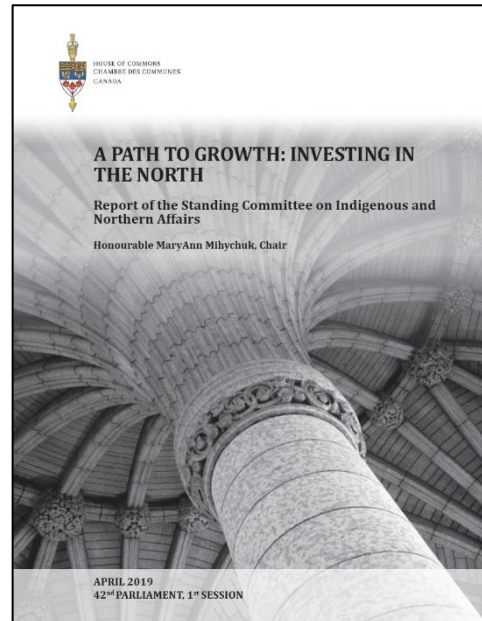 HOUSE OF COMMONS
CHAMBRE DES COMMUNES
CANADA
A PATH TO GROWTH: INVESTING IN
THE NORTH
Report of the Standing Committee on Indigenous and
Northern Affairs
Honourable MaryAnn Mihychuk, Chair
APRIL 2019
42nd PARLIAMENT, 1st SESSION